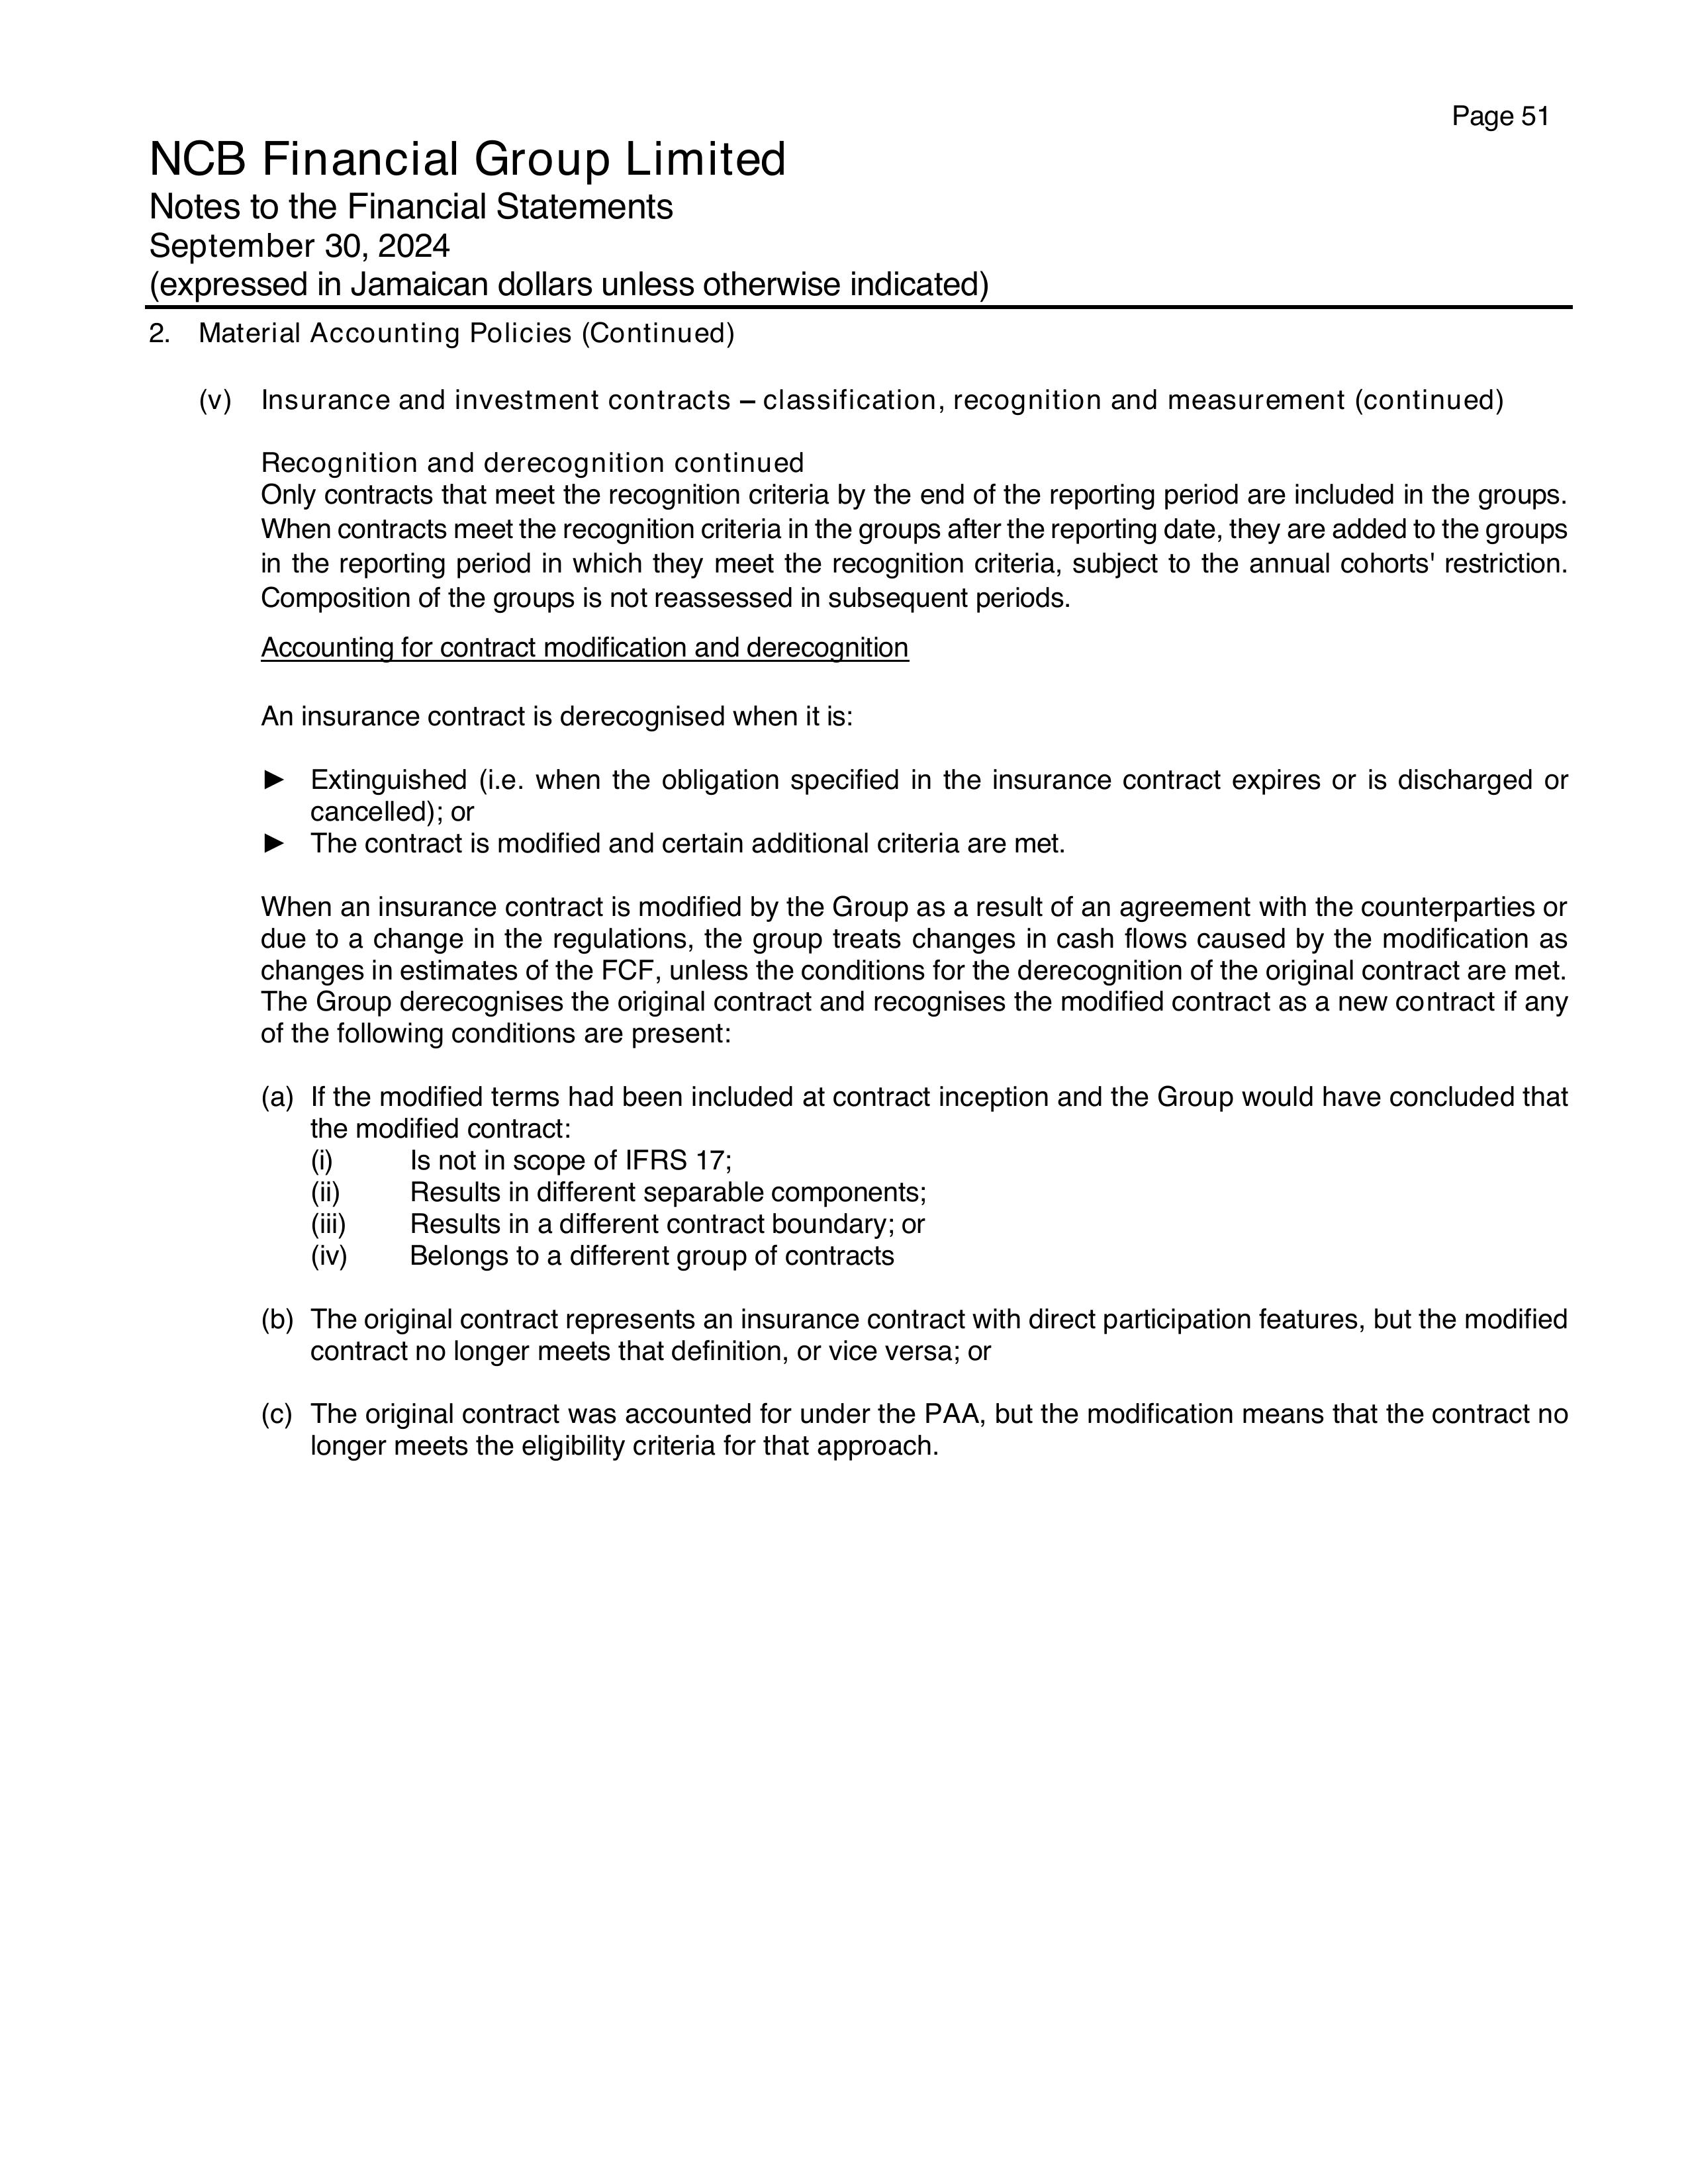 Page 51
NCB Financial Group Limited
Notes to the Financial Statements
September 30, 2024
(expressed in Jamaican dollars unless otherwise indicated)
2. Material Accounting Policies (Continued)
(v) Insurance and investment contracts – classification, recognition and measurement (continued)
Recognition and derecognition continued
Only contracts that meet the recognition criteria by the end of the reporting period are included in the groups.
When contracts meet the recognition criteria in the groups after the reporting date, they are added to the groups
in the reporting period in which they meet the recognition criteria, subject to the annual cohorts' restriction.
Composition of the groups is not reassessed in subsequent periods.
Accounting for contract modification and derecognition
An insurance contract is derecognised when it is:
► Extinguished (i.e. when the obligation specified in the insurance contract expires or is discharged or
cancelled); or
► The contract is modified and certain additional criteria are met.
When an insurance contract is modified by the Group as a result of an agreement with the counterparties or
due to a change in the regulations, the group treats changes in cash flows caused by the modification as
changes in estimates of the FCF, unless the conditions for the derecognition of the original contract are met.
The Group derecognises the original contract and recognises the modified contract as a new contract if any
of the following conditions are present:
(a) If the modified terms had been included at contract inception and the Group would have concluded that
the modified contract:
(i) Is not in scope of IFRS 17;
(ii) Results in different separable components;
(iii) Results in a different contract boundary; or
(iv) Belongs to a different group of contracts
(b) The original contract represents an insurance contract with direct participation features, but the modified
contract no longer meets that definition, or vice versa; or
(c) The original contract was accounted for under the PAA, but the modification means that the contract no
longer meets the eligibility criteria for that approach.